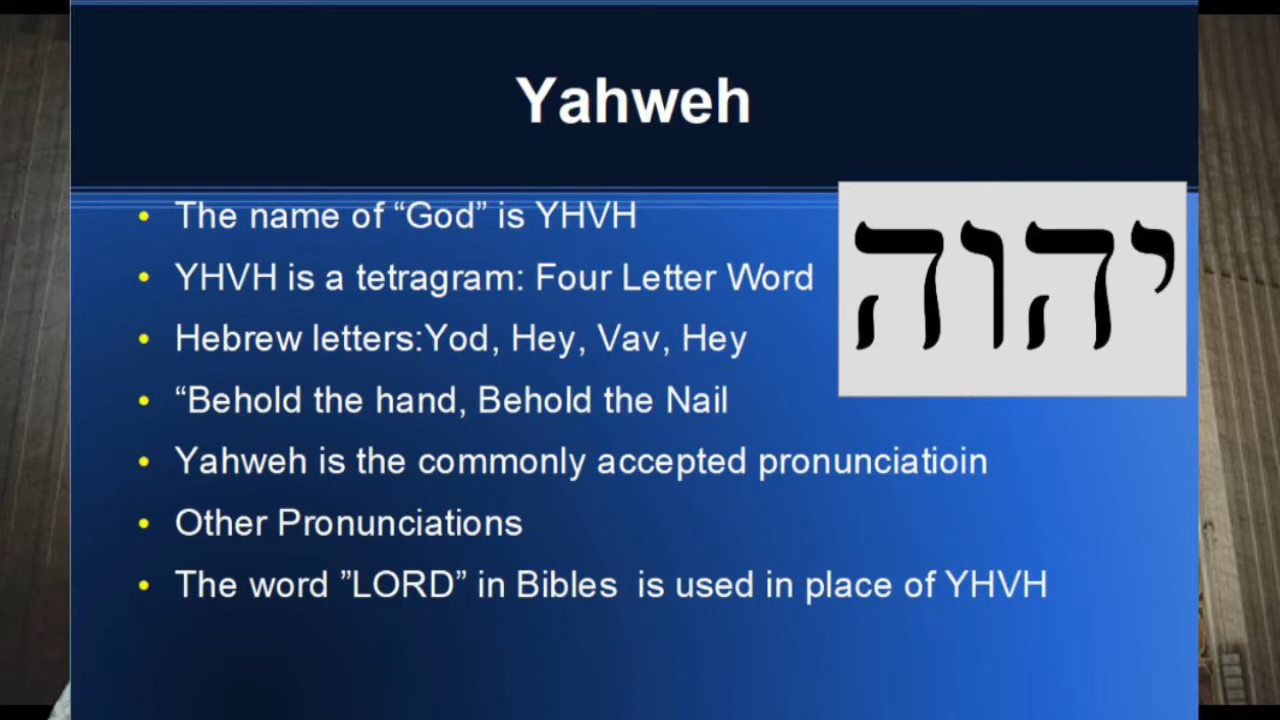 Yahweh
• The name of “God” is YHVH
• YHVH is a tetragram: Four Letter Word
• Hebrew letters:Yod, Hey, Vav, Hey
• “Behold the hand, Behold the Nail
• Yahweh is the commonly accepted pronunciatioin
• Other Pronunciations
• The word ”LORD” in Bibles  is used in place of YHVH
יהוה